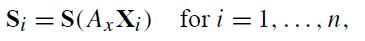 S_i = S(A_x X_i)   for i = 1, . . . , n,